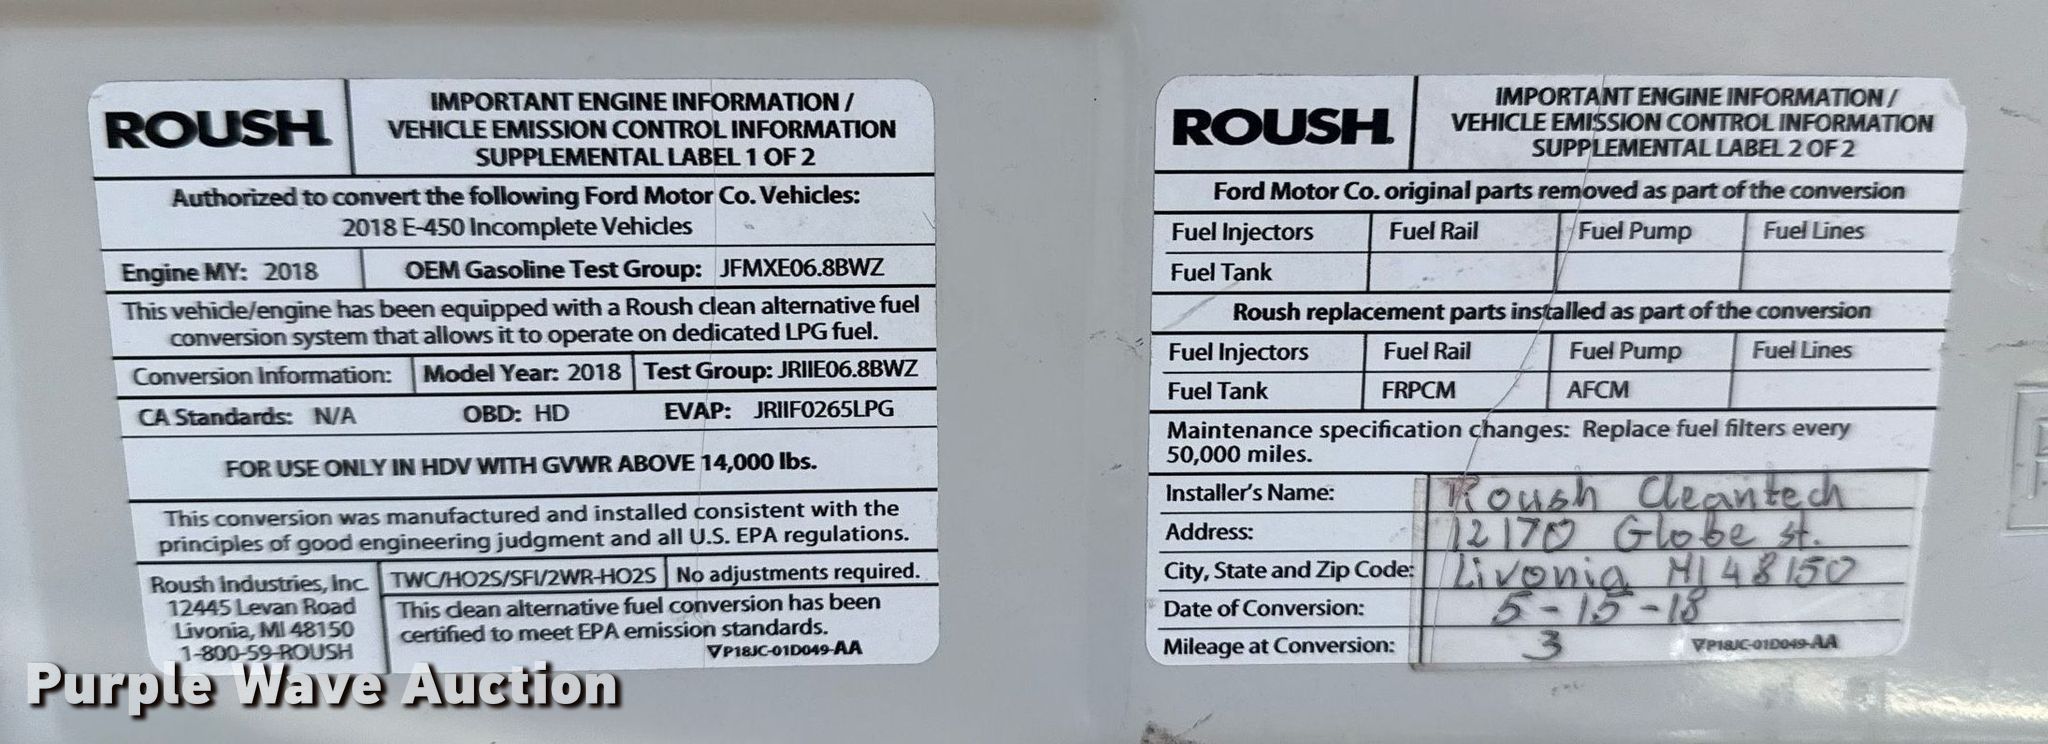 ROUSH
IMPORTANT ENGINE INFORMATION /
VEHICLE EMISSION CONTROL INFORMATION
SUPPLEMENTAL LABEL 1 OF 2
Authorized to convert the following Ford Motor Co. Vehicles:
2018 E-450 Incomplete Vehicles
Engine MY: 2018 OEM Gasoline Test Group: JFMXE06.8BWZ
This vehicle/engine has been equipped with a Roush clean alternative fuel
conversion system that allows it to operate on dedicated LPG fuel.
Conversion Information: Model Year: 2018 Test Group: JRIIE06.8BWZ
CA Standards: N/A OBD: HD EVAP: JRIIF0265LPG
FOR USE ONLY IN HDV WITH GVWR ABOVE 14,000 lbs.
This conversion was manufactured and installed consistent with the
principles of good engineering judgment and all U.S. EPA regulations.
Roush Industries, Inc
12445 Levan Road
Livonia, MI 48150
1-800-59-ROUSH
TWC/HO2S/SFI/2WR-HO2S No adjustments required.
This clean alternative fuel conversion has been
certified to meet EPA emission standards.
P18JC-01D049-AA
ROUSH
IMPORTANT ENGINE INFORMATION /
VEHICLE EMISSION CONTROL INFORMATION
SUPPLEMENTAL LABEL 2 OF 2
Ford Motor Co. original parts removed as part of the conversion
Fuel Injectors Fuel Rail Fuel Pump Fuel Lines
Fuel Tank
Roush replacement parts installed as part of the conversion
Fuel Injectors Fuel Rail Fuel Pump Fuel Lines
Fuel Tank FRPCM AFCM
Maintenance specification changes: Replace fuel filters every
50,000 miles.
Installer's Name: Roush Cleantech
Address: 12170 Globe st.
City, State and Zip Code: Livonia MI 48150
Date of Conversion: 5-15-18
Mileage at Conversion: 3
P18JC-01D049-AA
Purple Wave Auction